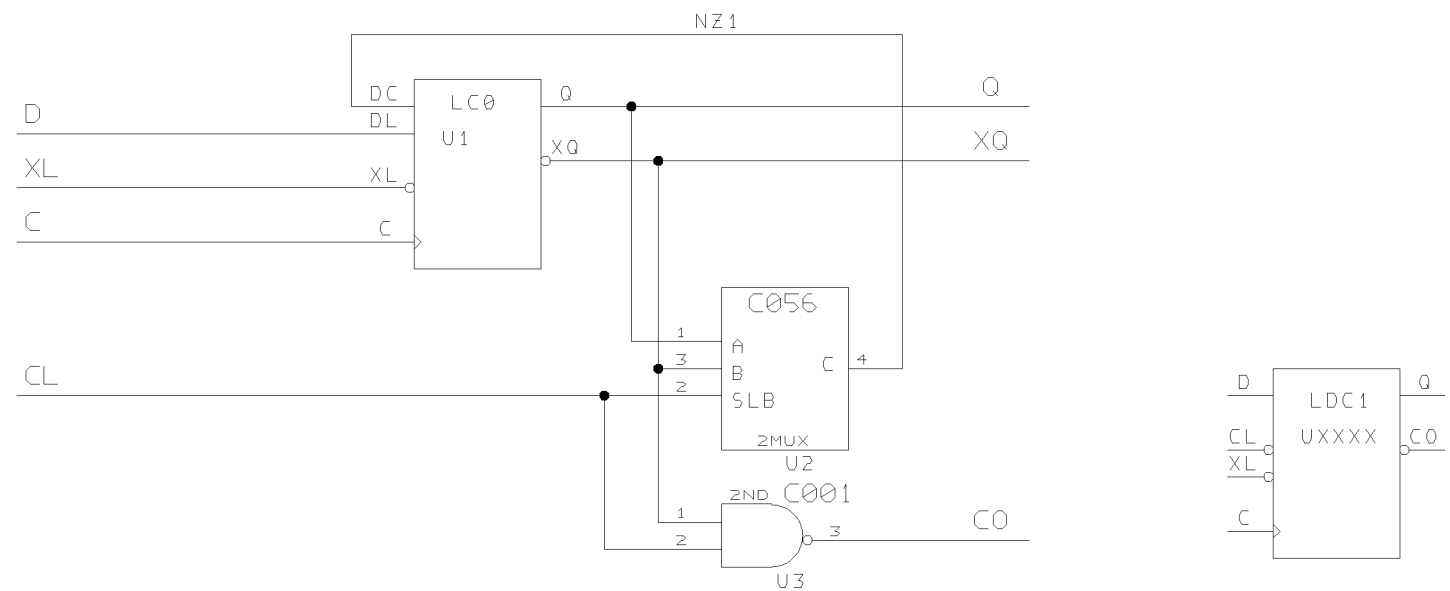 NZ1
D
XL
C
CL
DC
DL
XL
C
LC0
U1
Q
XQ
Q
XQ
C056
1
3
2
A
B
SLB
C
4
2MUX
U2
2ND
C001
1
2
3
U3
CO
D
CL
XL
C
LDC1
UXXXX
Q
CO